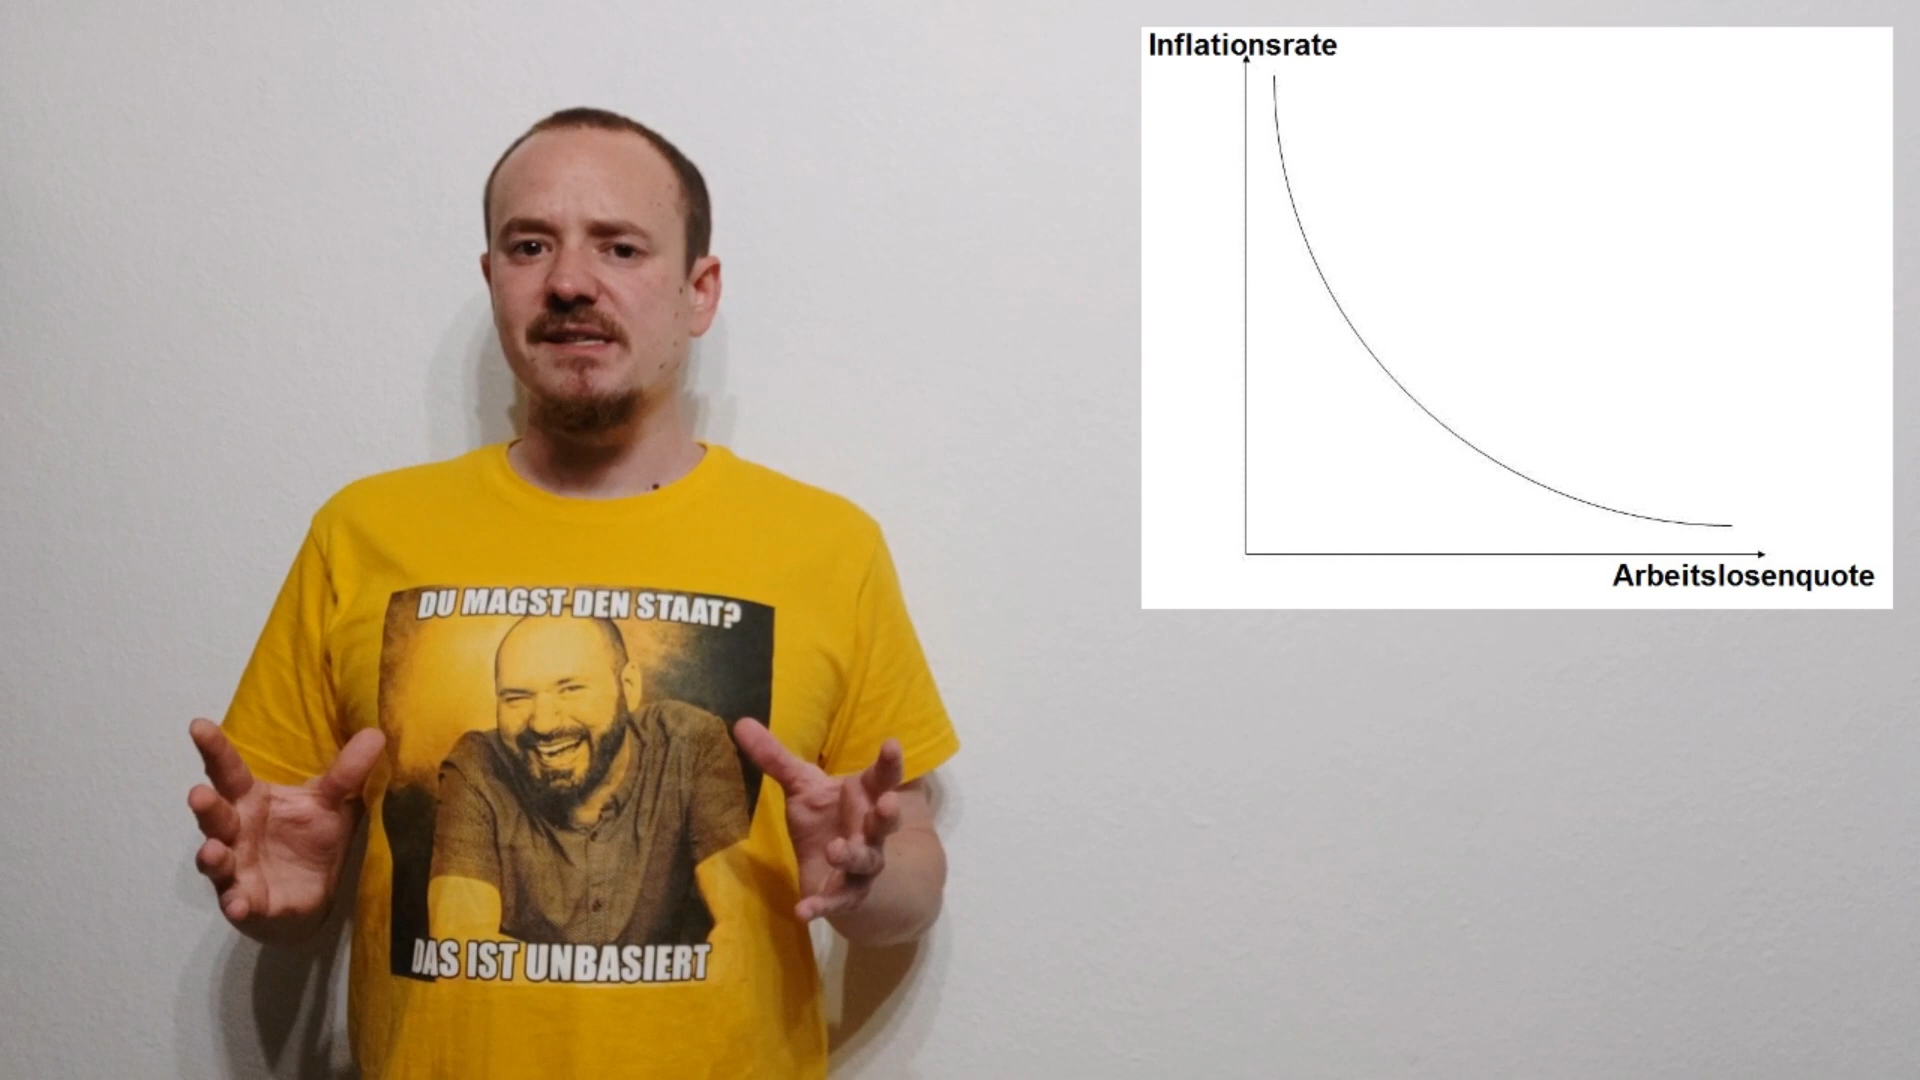 Inflationsrate
Arbeitslosenquote
DU MAGST DEN STAAT?
DAS IST UNBASIERT